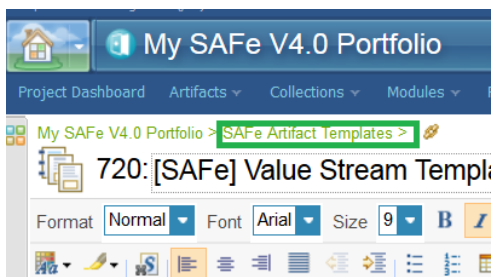 My SAFe V4.0 Portfolio
Project Dashboard Artifacts Collections Modules
My SAFe V4.0 Portfolio > SAFe Artifact Templates >
720: [SAFe] Value Stream Templa
Format Normal Font Arial Size 9 B I